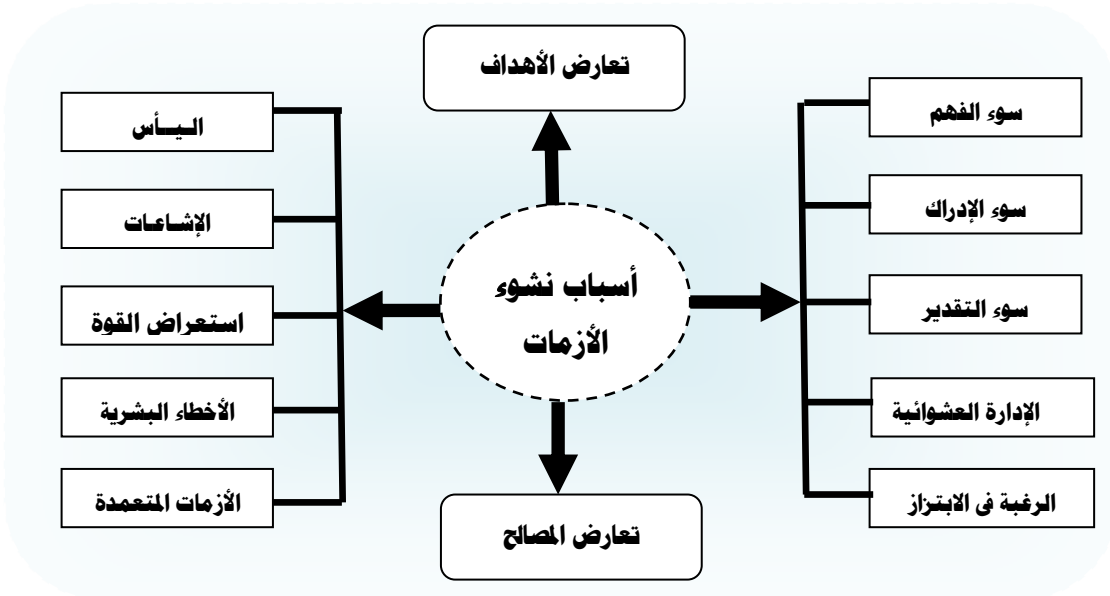 تعارض الأهداف
سوء الفهم
سوء الإدراك
سوء التقدير
الإدارة العشوائية
الرغبة فى الابتزاز
أسباب نشوء
الأزمات
اليـــأس
الإشـاعـات
استعراض القوة
الأخطاء البشرية
الأزمات المتعمدة
تعارض المصالح